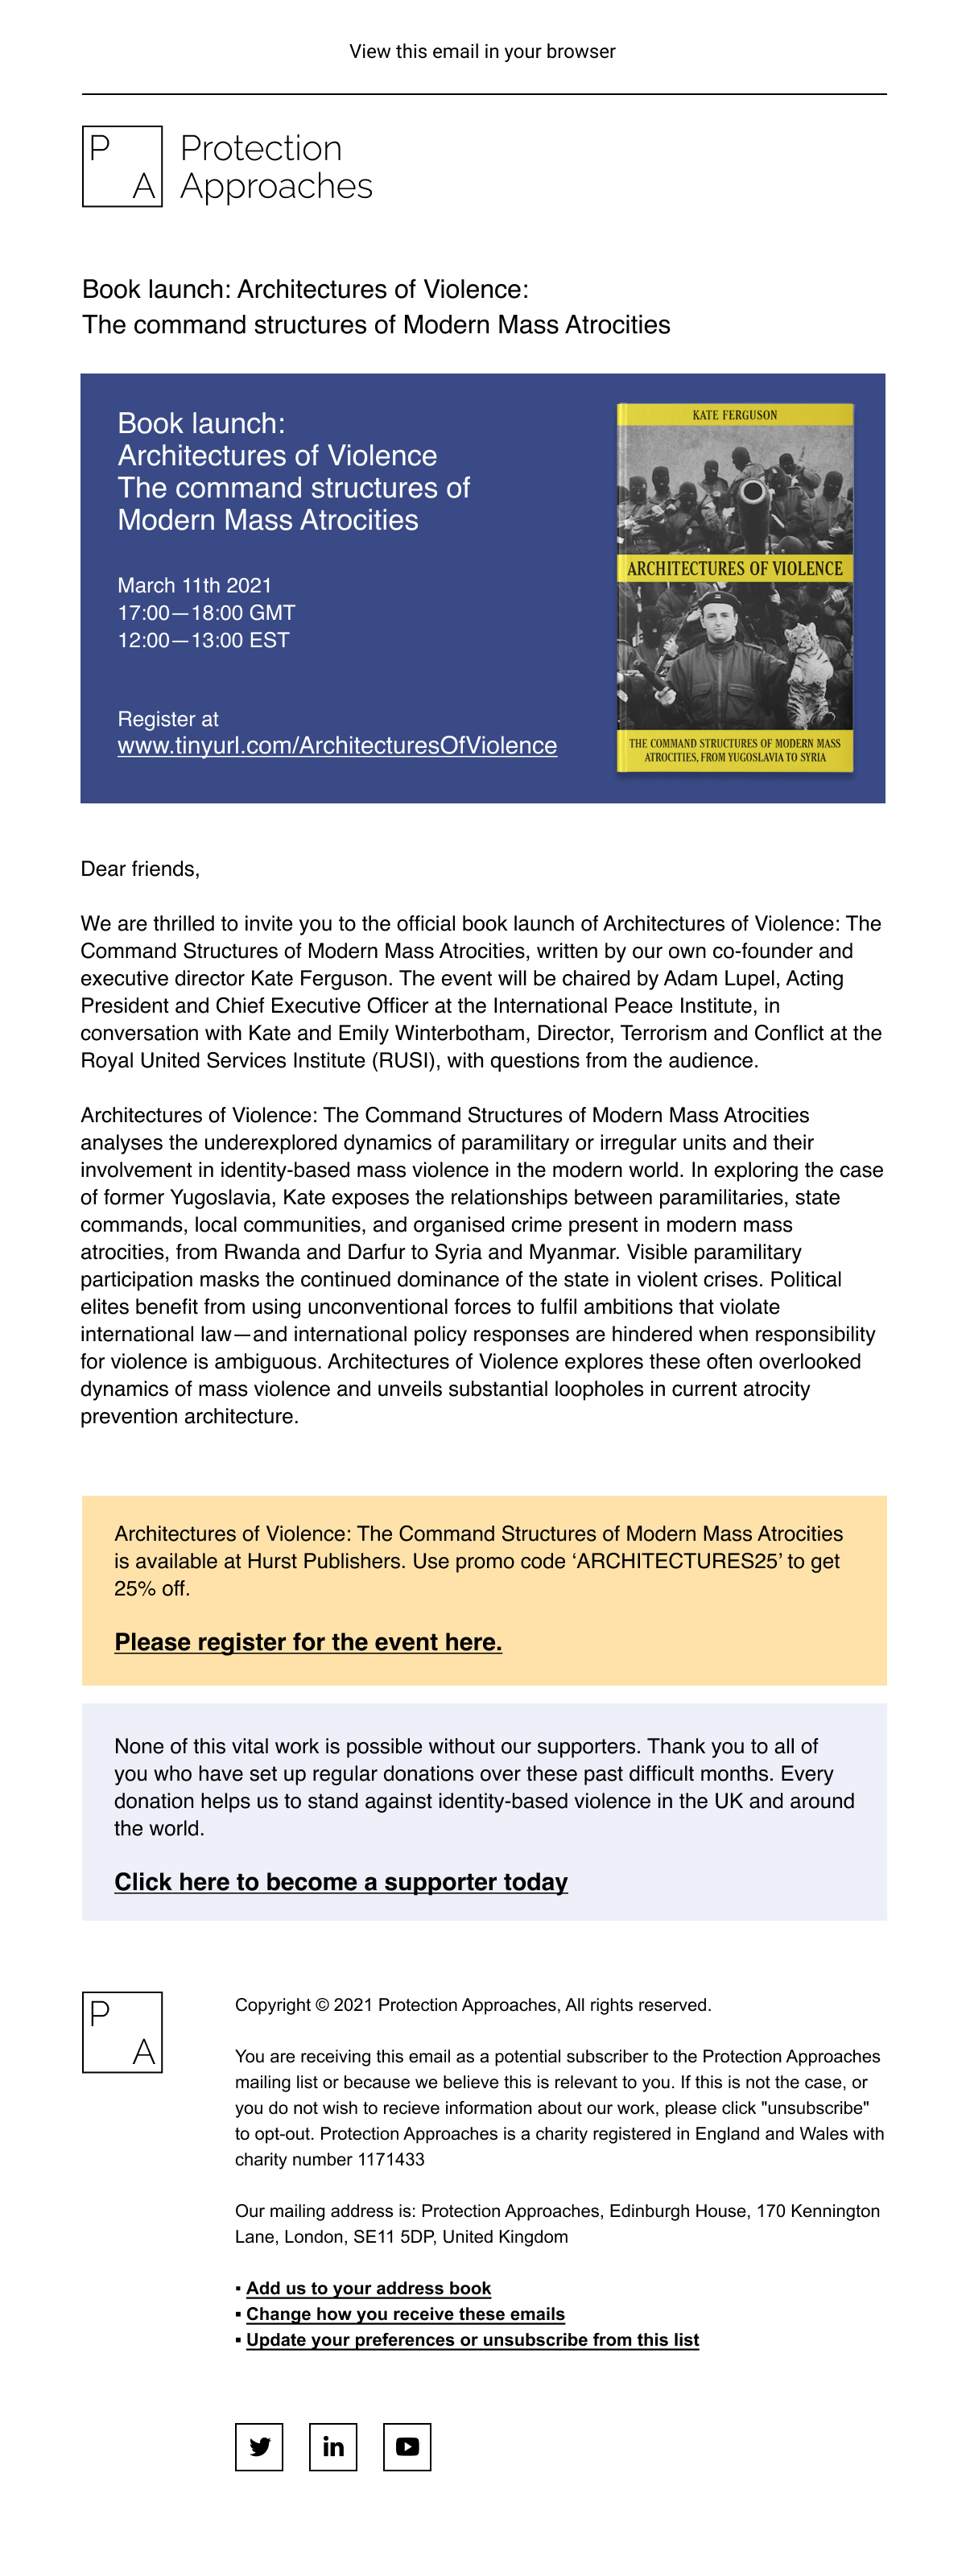 View this email in your browser
P
A
Protection
Approaches
Book launch: Architectures of Violence:
The command structures of Modern Mass Atrocities
Book launch:
Architectures of Violence
The command structures of
Modern Mass Atrocities
March 11th 2021
17:00—18:00 GMT
12:00—13:00 EST
Register at
www.tinyurl.com/ArchitecturesOfViolence
KATE FERGUSON
ARCHITECTURES OF VIOLENCE
THE COMMAND STRUCTURES OF MODERN MASS
ATROCITIES, FROM YUGOSLAVIA TO SYRIA
Dear friends,
We are thrilled to invite you to the official book launch of Architectures of Violence: The
Command Structures of Modern Mass Atrocities, written by our own co-founder and
executive director Kate Ferguson. The event will be chaired by Adam Lupel, Acting
President and Chief Executive Officer at the International Peace Institute, in
conversation with Kate and Emily Winterbotham, Director, Terrorism and Conflict at the
Royal United Services Institute (RUSI), with questions from the audience.
Architectures of Violence: The Command Structures of Modern Mass Atrocities
analyses the underexplored dynamics of paramilitary or irregular units and their
involvement in identity-based mass violence in the modern world. In exploring the case
of former Yugoslavia, Kate exposes the relationships between paramilitaries, state
commands, local communities, and organised crime present in modern mass
atrocities, from Rwanda and Darfur to Syria and Myanmar. Visible paramilitary
participation masks the continued dominance of the state in violent crises. Political
elites benefit from using unconventional forces to fulfil ambitions that violate
international law—and international policy responses are hindered when responsibility
for violence is ambiguous. Architectures of Violence explores these often overlooked
dynamics of mass violence and unveils substantial loopholes in current atrocity
prevention architecture.
Architectures of Violence: The Command Structures of Modern Mass Atrocities
is available at Hurst Publishers. Use promo code ‘ARCHITECTURES25’ to get
25% off.
Please register for the event here.
None of this vital work is possible without our supporters. Thank you to all of
you who have set up regular donations over these past difficult months. Every
donation helps us to stand against identity-based violence in the UK and around
the world.
Click here to become a supporter today
P
A
Copyright © 2021 Protection Approaches, All rights reserved.
You are receiving this email as a potential subscriber to the Protection Approaches
mailing list or because we believe this is relevant to you. If this is not the case, or
you do not wish to recieve information about our work, please click "unsubscribe"
to opt-out. Protection Approaches is a charity registered in England and Wales with
charity number 1171433
Our mailing address is: Protection Approaches, Edinburgh House, 170 Kennington
Lane, London, SE11 5DP, United Kingdom
▪ Add us to your address book
▪ Change how you receive these emails
▪ Update your preferences or unsubscribe from this list
in